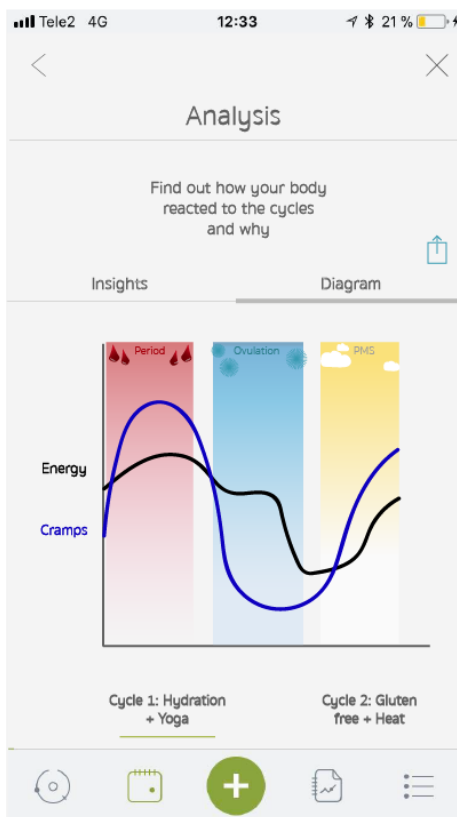 Tele2 4G 12:33 21 %
Analysis
Find out how your body
reacted to the cycles
and why
Insights Diagram
Period Ovulation PMS
Energy
Cramps
Cycle 1: Hydration
+ Yoga
Cycle 2: Gluten
free + Heat